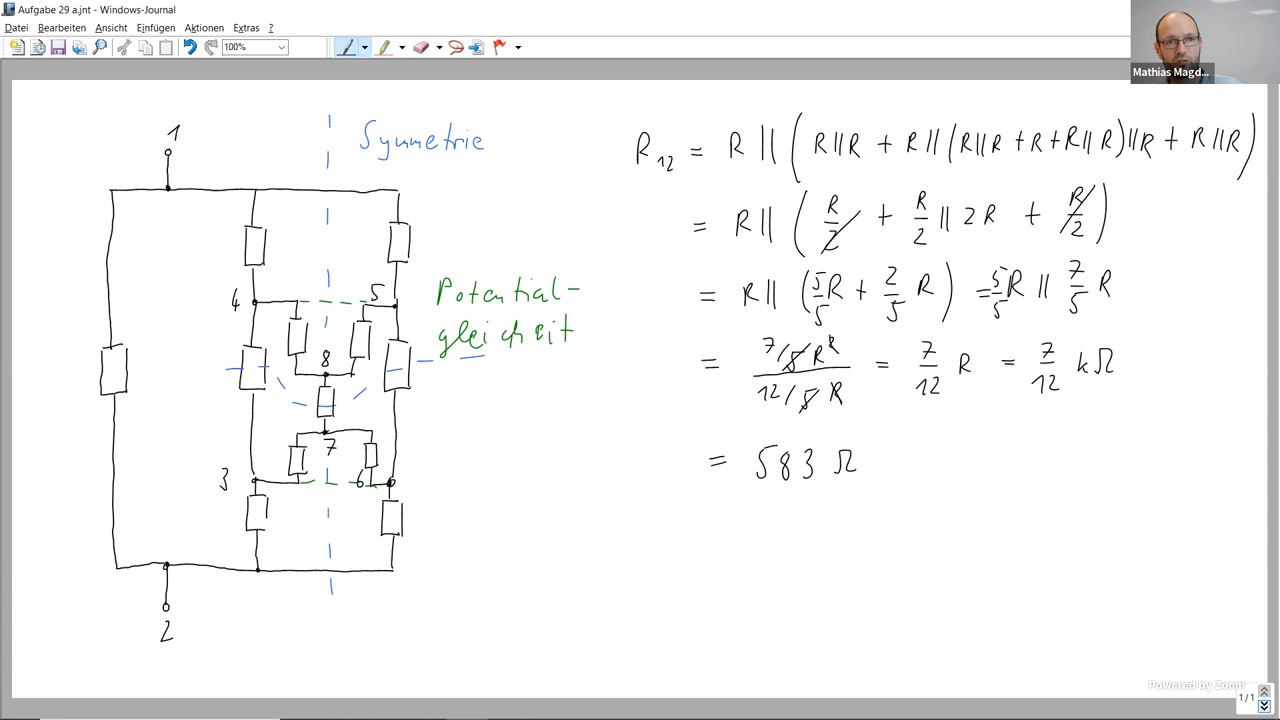 Aufgabe 29 a.jnt - Windows-Journal
Datei Bearbeiten Ansicht Einfügen Aktionen Extras ?
100%
Mathias Magd...
1
Symmetrie
4
5
Potential-
gleichheit
8
7
3
6
2
R₁₂ = R || (R||R + R||(R||R + R + R||R)||R + R||R)
= R || (R/2 + R/2 || 2R + R/2)
= R || (5/5 R + 2/5 R) = 5/5 R || 7/5 R
= (7/5 R²)/(12/5 R) = 7/12 R = 7/12 kΩ
= 583 Ω
Powered by Zoom
1/1